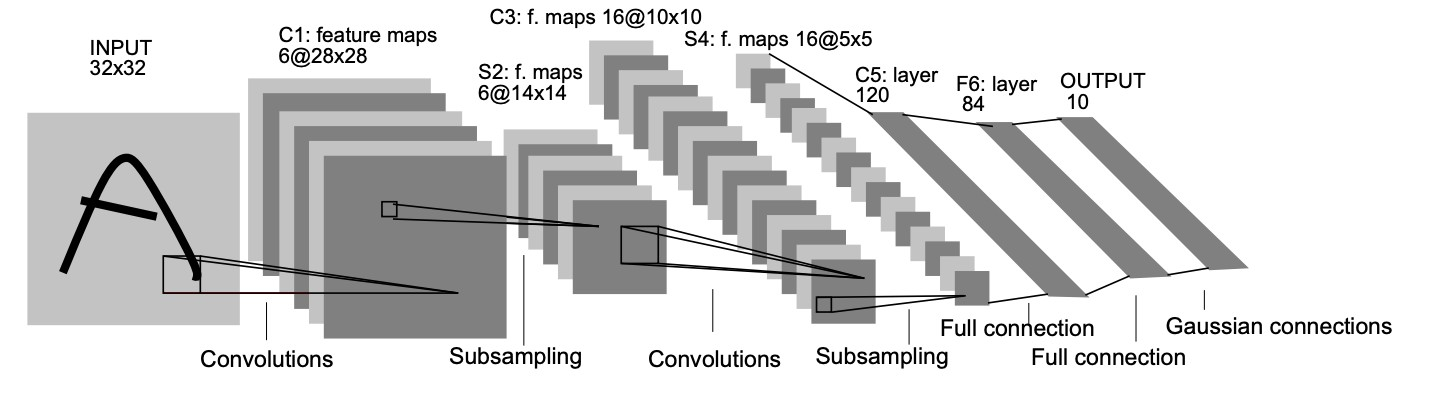 INPUT
32x32
C1: feature maps
6@28x28
S2: f. maps
6@14x14
C3: f. maps 16@10x10
S4: f. maps 16@5x5
C5: layer
120
F6: layer
84
OUTPUT
10
Convolutions
Subsampling
Convolutions
Subsampling
Full connection
Full connection
Gaussian connections